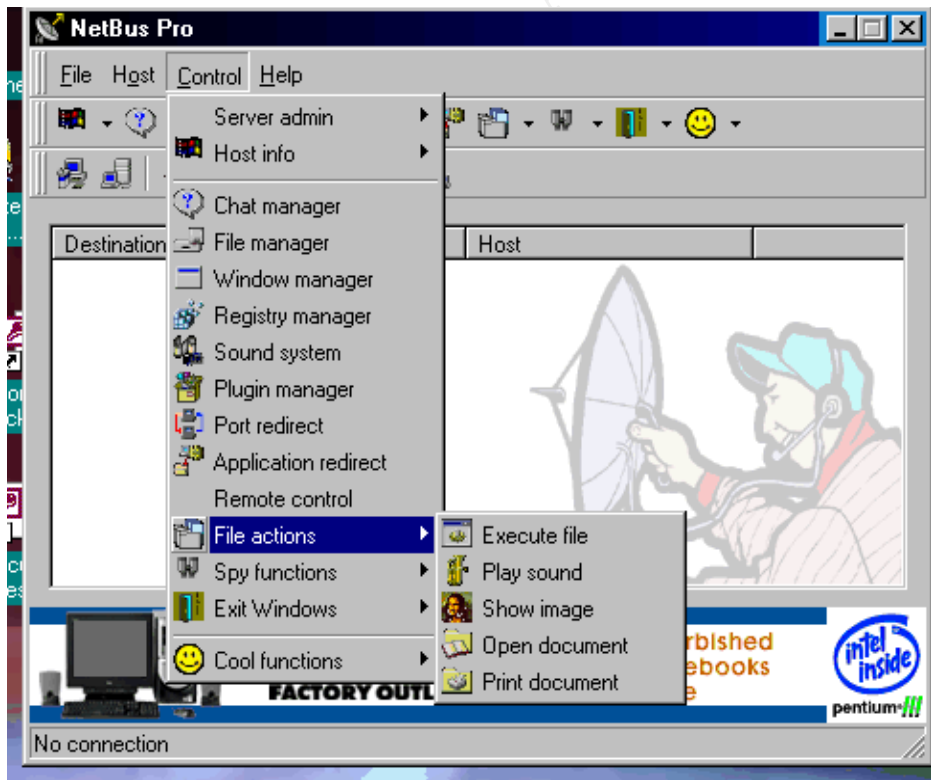 NetBus Pro
File Host Control Help
Server admin
Host info
Chat manager
Destination
File manager
Host
Window manager
Registry manager
Sound system
Plugin manager
Port redirect
Application redirect
Remote control
File actions
Execute file
Spy functions
Play sound
Exit Windows
Show image
Open document
Cool functions
Print document
rbished
ebooks
e
FACTORY OUTL
intel
inside
pentium III
No connection